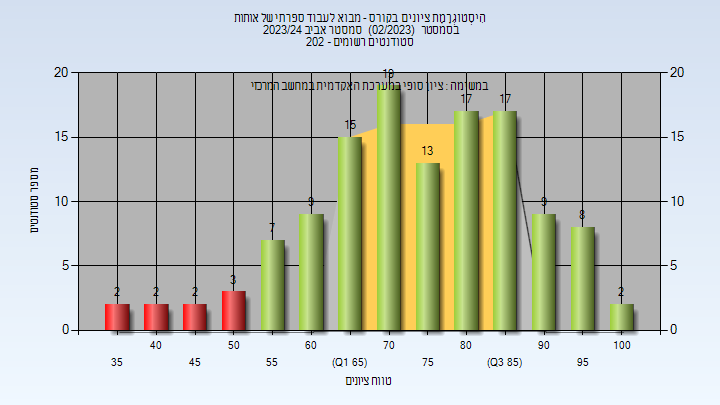 היסטוגרמת ציונים בקורס - מבוא לעבוד ספרתי של אותות
בסמסטר (02/2023) סמסטר אביב 2023/24
סטודנטים רשומים - 202
במשימה : ציון סופי במערכת האקדמית במחשב המרכזי
מספר סטודנטים
20 15 10 5 0
20 15 10 5 0
2 2 2 3 7 9 15 19 13 17 17 9 8 2
40 50 60 70 80 90 100
35 45 55 (Q1 65) 75 (Q3 85) 95
טווח ציונים